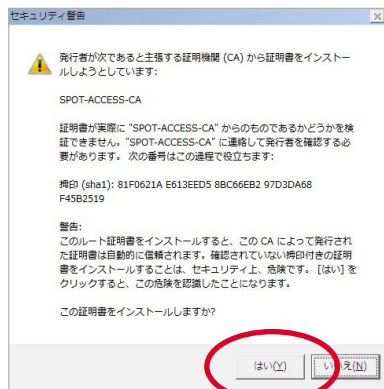 セキュリティ警告
発行者が次であると主張する証明機関 (CA) から証明書をインストー
ルしようとしています:
SPOT-ACCESS-CA
証明書が実際に "SPOT-ACCESS-CA" からのものであるかどうかを検
証できません。"SPOT-ACCESS-CA" に連絡して発行者を確認する必
要があります。 次の番号はこの過程で役立ちます:
拇印 (sha1): 81F0621A E613EED5 8BC66EB2 97D3DA68
F45B2519
警告:
このルート証明書をインストールすると、この CA によって発行され
た証明書は自動的に信頼されます。確認されていない拇印付きの証明
書をインストールすることは、セキュリティ上、危険です。 [はい] を
クリックすると、この危険を認識したことになります。
この証明書をインストールしますか?
はい(Y)
いいえ(N)